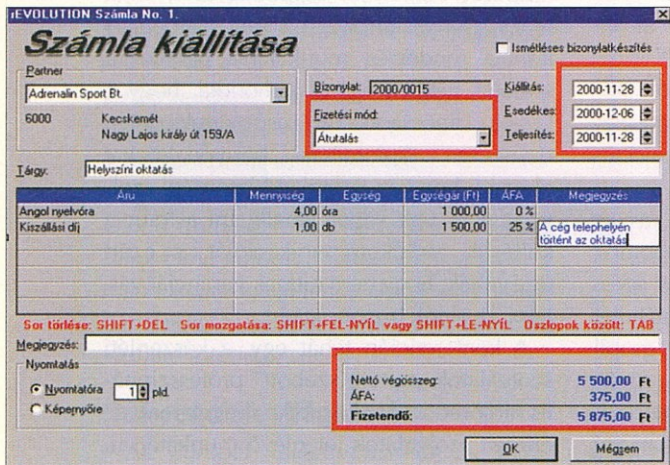 rEVOLUTION Számla No. 1.
Számla kiállítása
Ismétléses bizonylatkészítés
Partner
Adrenalin Sport Bt.
6000 Kecskemét
Nagy Lajos király út 159/A
Bizonylat: 2000/0015
Fizetési mód:
Átutalás
Kiállítás: 2000-11-28
Esedékes: 2000-12-06
Teljesítés: 2000-11-28
Tárgy: Helyszíni oktatás
Áru Mennyiség Egység Egységár (Ft) ÁFA Megjegyzés
Angol nyelvóra 4,00 óra 1 000,00 0 %
Kiszállási díj 1,00 db 1 500,00 25 % A cég telephelyén
történt az oktatás
Sor törlése: SHIFT+DEL Sor mozgatása: SHIFT+FEL-NYÍL vagy SHIFT+LE-NYÍL Oszlopok között: TAB
Megjegyzés:
Nyomtatás
Nyomtatóra 1 pld.
Képernyőre
Nettó végösszeg: 5 500,00 Ft
ÁFA: 375,00 Ft
Fizetendő: 5 875,00 Ft
OK Mégsem